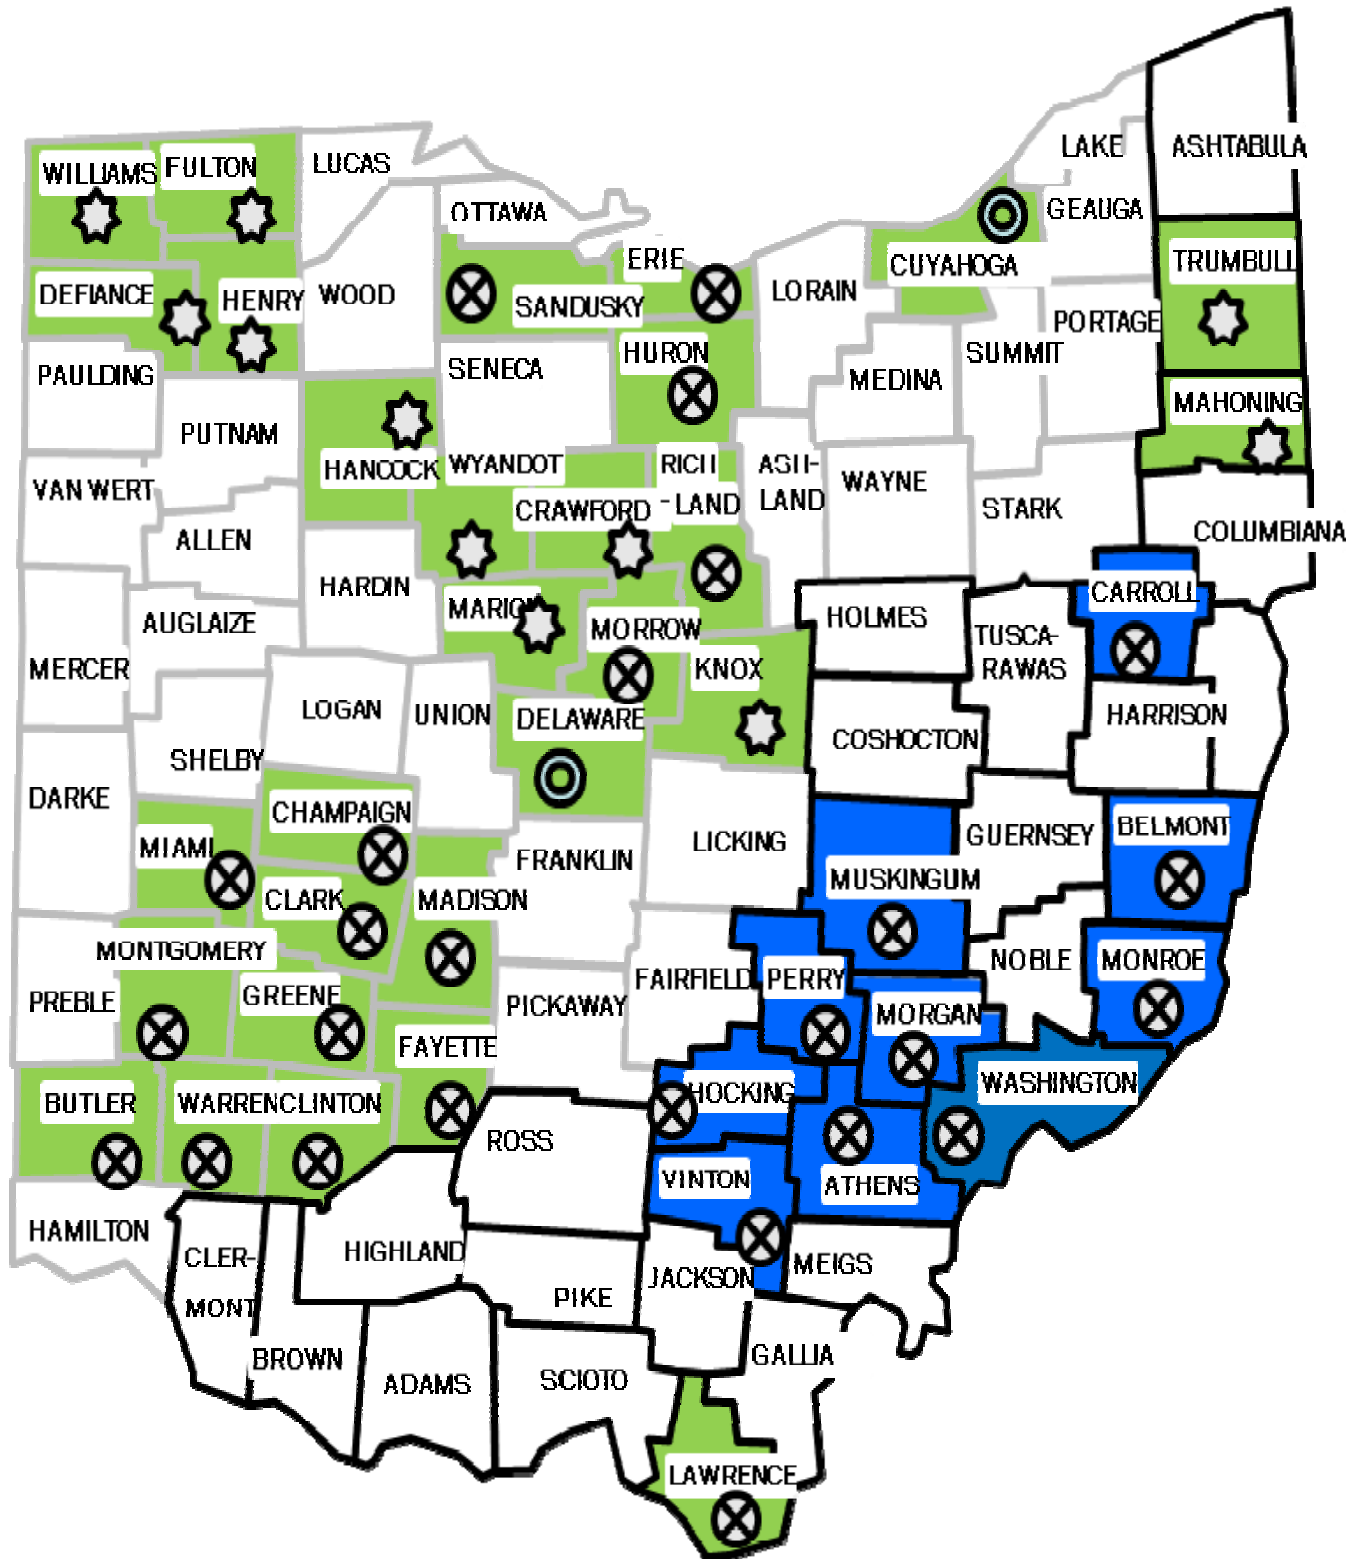 LAKE
ASHTABULA
WILLIAMS
FULTON
LUCAS
OTTAWA
GEAUGA
ERIE
CUYAHOGA
TRUMBULL
DEFIANCE
HENRY
WOOD
SANDUSKY
LORAIN
PORTAGE
PAULDING
SENECA
HURON
MEDINA
SUMMIT
MAHONING
PUTNAM
HANCOCK
WYANDOT
RICH
-LAND
ASH-
LAND
WAYNE
VAN WERT
CRAWFORD
STARK
COLUMBIANA
ALLEN
HARDIN
MARION
MORROW
HOLMES
TUSCA-
RAWAS
CARROLL
AUGLAIZE
MERCER
KNOX
LOGAN
UNION
DELAWARE
COSHOCTON
HARRISON
SHELBY
DARKE
CHAMPAIGN
MIAMI
FRANKLIN
LICKING
GUERNSEY
BELMONT
CLARK
MADISON
MUSKINGUM
MONTGOMERY
NOBLE
MONROE
PREBLE
GREENE
PICKAWAY
FAIRFIELD
PERRY
MORGAN
FAYETTE
BUTLER
WARREN
CLINTON
HOCKING
WASHINGTON
ROSS
VINTON
ATHENS
HAMILTON
CLER-
MONT
HIGHLAND
PIKE
JACKSON
MEIGS
BROWN
ADAMS
SCIOTO
GALLIA
LAWRENCE